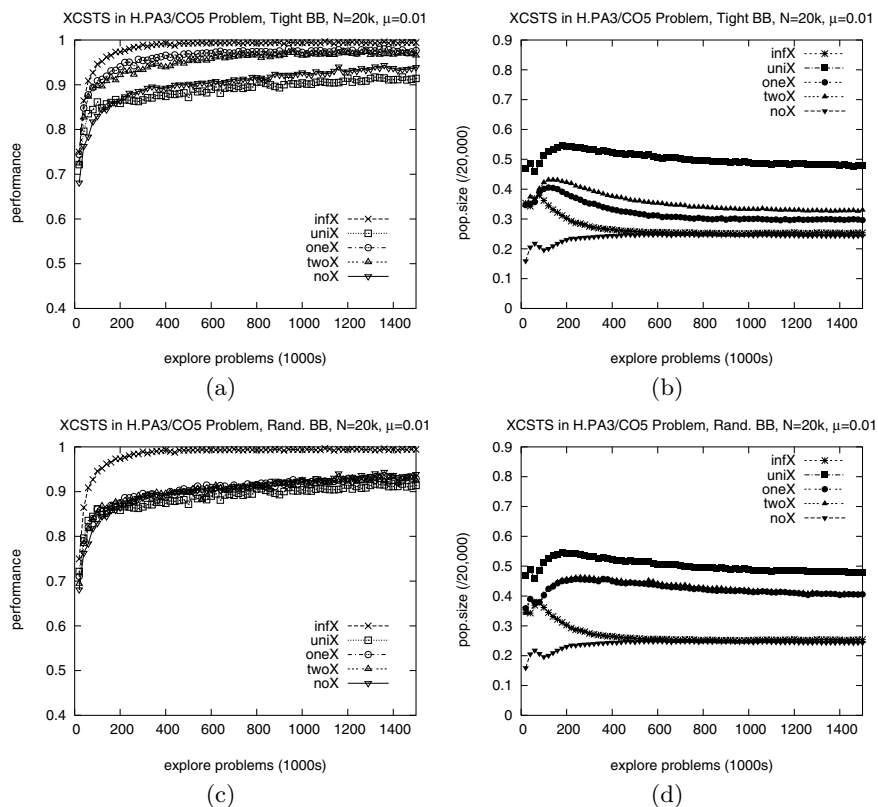 XCSTS in H.PA3/CO5 Problem, Tight BB, N=20k, μ=0.01
1
0.9
0.8
0.7
0.6
0.5
0.4
performance
infX
uniX
oneX
twoX
noX
0 200 400 600 800 1000 1200 1400
explore problems (1000s)
(a)
XCSTS in H.PA3/CO5 Problem, Tight BB, N=20k, μ=0.01
0.9
0.8
0.7
0.6
0.5
0.4
0.3
0.2
0.1
0
pop.size (/20,000)
infX
uniX
oneX
twoX
noX
0 200 400 600 800 1000 1200 1400
explore problems (1000s)
(b)
XCSTS in H.PA3/CO5 Problem, Rand. BB, N=20k, μ=0.01
1
0.9
0.8
0.7
0.6
0.5
0.4
performance
infX
uniX
oneX
twoX
noX
0 200 400 600 800 1000 1200 1400
explore problems (1000s)
(c)
XCSTS in H.PA3/CO5 Problem, Rand. BB, N=20k, μ=0.01
0.9
0.8
0.7
0.6
0.5
0.4
0.3
0.2
0.1
0
pop.size (/20,000)
infX
uniX
oneX
twoX
noX
0 200 400 600 800 1000 1200 1400
explore problems (1000s)
(d)